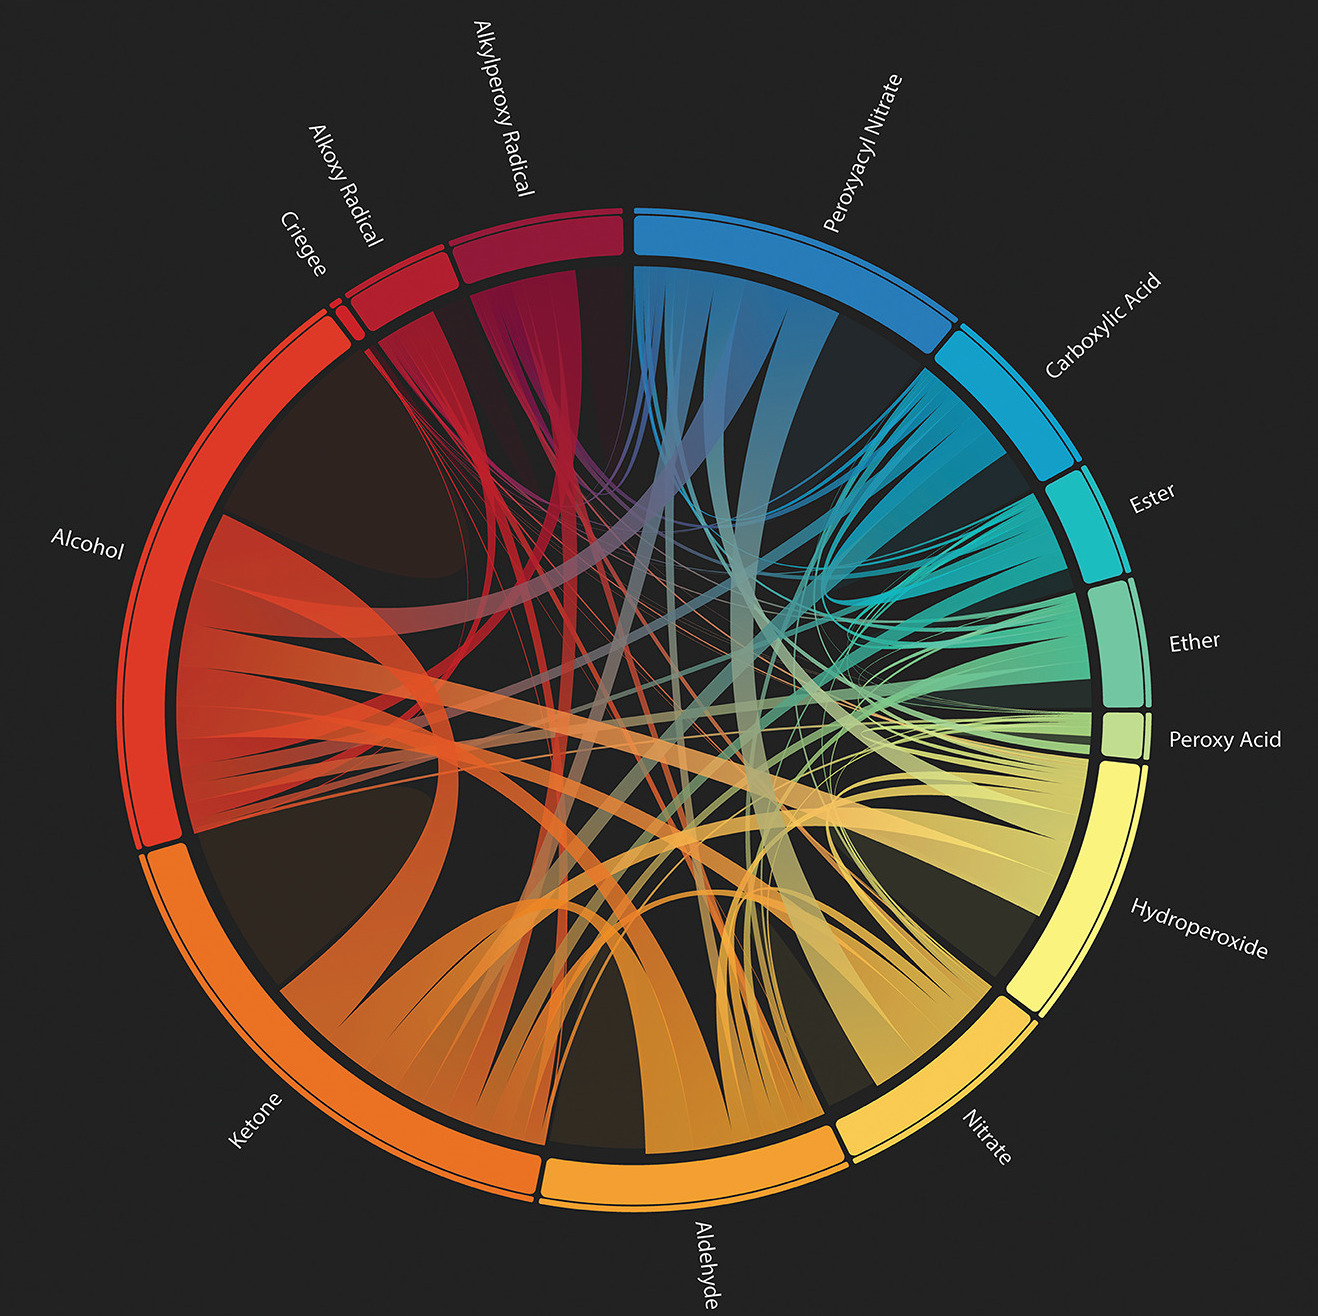 Alkylperoxy Radical
Peroxyacyl Nitrate
Carboxylic Acid
Ester
Ether
Peroxy Acid
Hydroperoxide
Nitrate
Aldehyde
Ketone
Alcohol
Criegee
Alkoxy Radical